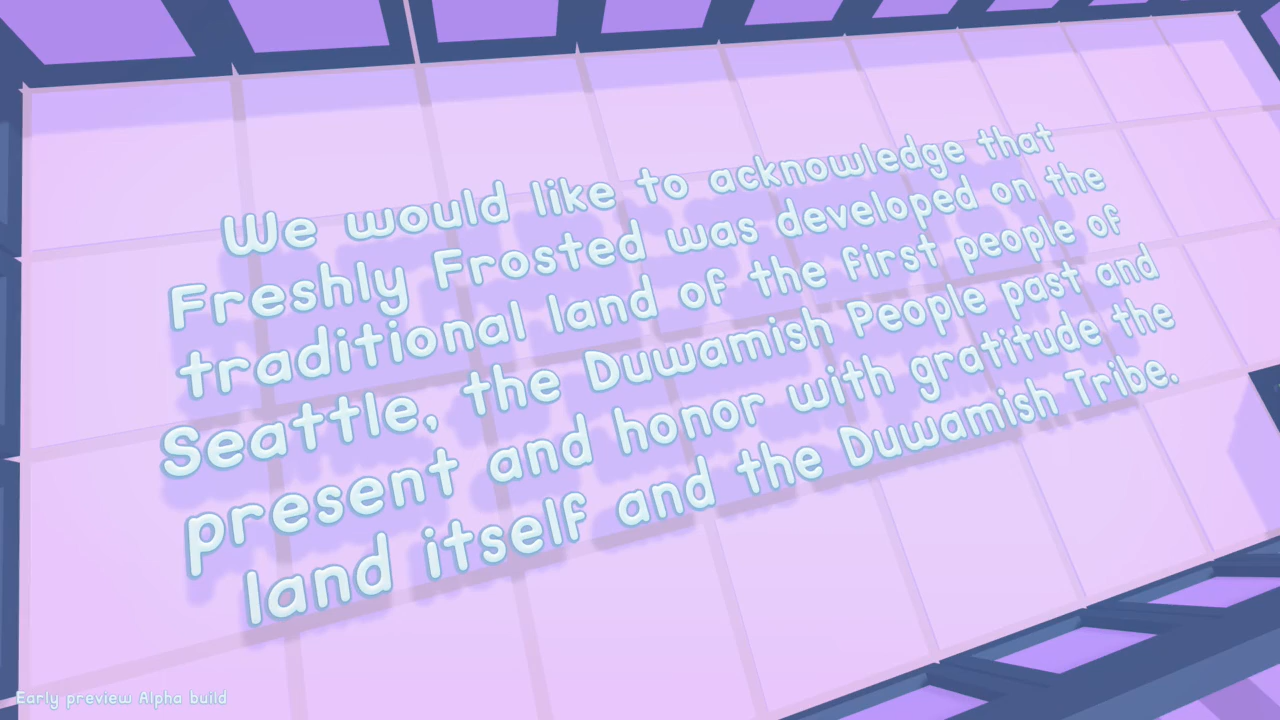 We would like to acknowledge that
Freshly Frosted was developed on the
traditional land of the first people of
Seattle, the Duwamish People past and
present and honor with gratitude the
land itself and the Duwamish Tribe.
Early preview Alpha build